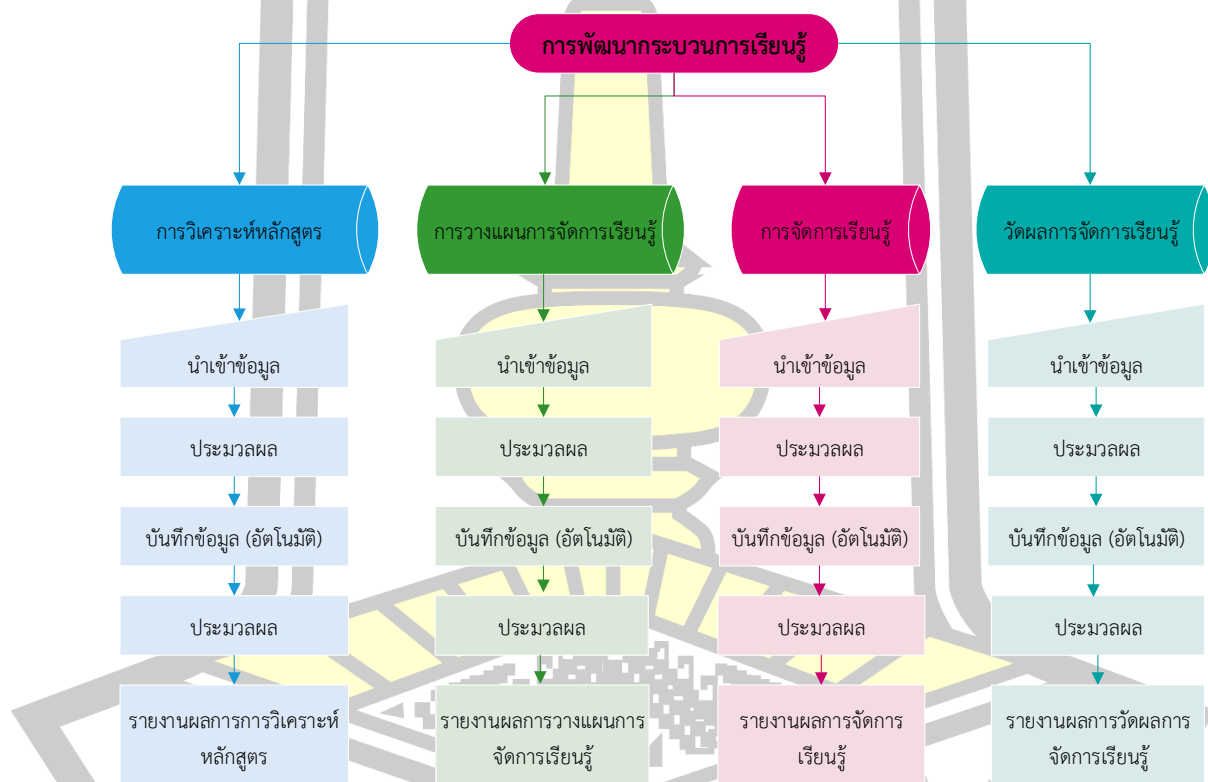 การพัฒนากระบวนการเรียนรู้
การวิเคราะห์หลักสูตร
การวางแผนการจัดการเรียนรู้
การจัดการเรียนรู้
วัดผลการจัดการเรียนรู้
นำเข้าข้อมูล
นำเข้าข้อมูล
นำเข้าข้อมูล
นำเข้าข้อมูล
ประมวลผล
ประมวลผล
ประมวลผล
ประมวลผล
บันทึกข้อมูล (อัตโนมัติ)
บันทึกข้อมูล (อัตโนมัติ)
บันทึกข้อมูล (อัตโนมัติ)
บันทึกข้อมูล (อัตโนมัติ)
ประมวลผล
ประมวลผล
ประมวลผล
ประมวลผล
รายงานผลการการวิเคราะห์
หลักสูตร
รายงานผลการวางแผนการ
จัดการเรียนรู้
รายงานผลการจัดการ
เรียนรู้
รายงานผลการวัดผลการ
จัดการเรียนรู้